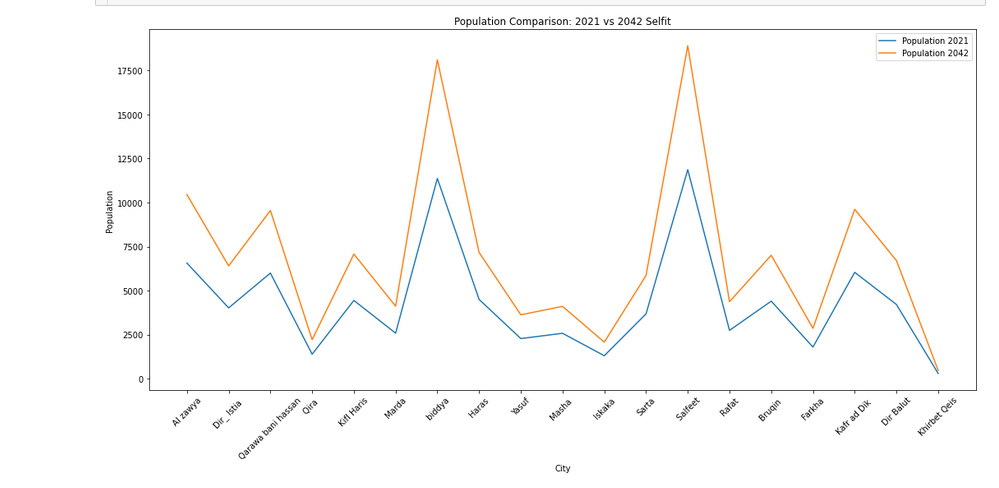 Population Comparison: 2021 vs 2042 Selfit
Population 2021
Population 2042
17500
15000
12500
10000
7500
5000
2500
0
Population
Al zawya
Dir_ Istia
Qarawa bani hassan
Qira
Kifl Haris
Marda
biddya
Haras
Yasuf
Masha
Iskaka
Sarta
Salfeet
Rafat
Bruqin
Farkha
Kafr ad Dik
Dir Balut
Khirbet Qeis
City